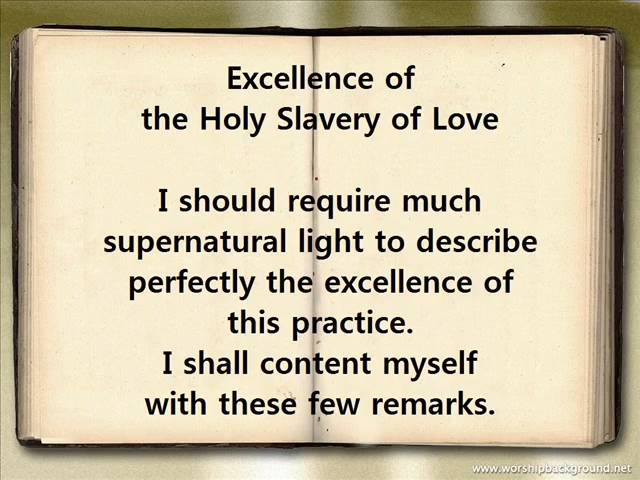 Excellence of
the Holy Slavery of Love
I should require much
supernatural light to describe
perfectly the excellence of
this practice.
I shall content myself
with these few remarks.
www.worshipbackground.net